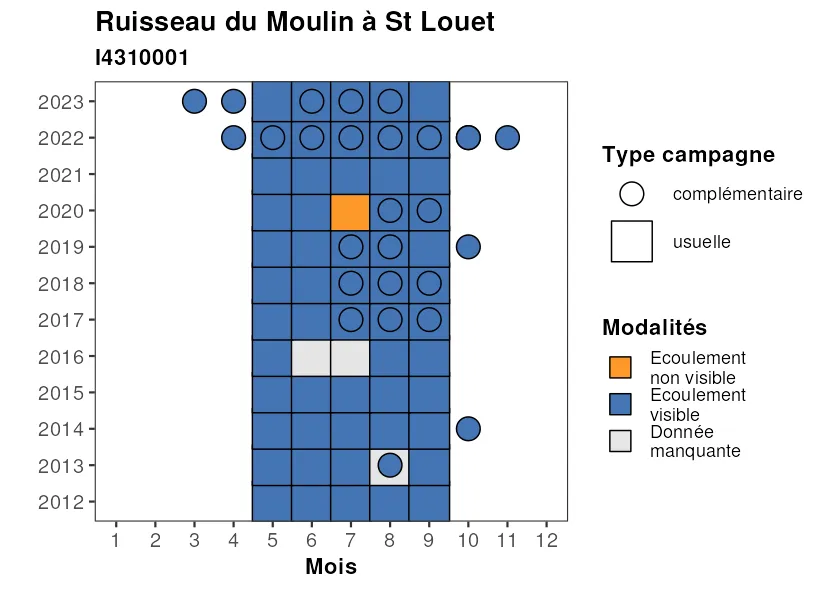 Ruisseau du Moulin à St Louet
I4310001
2023
2022
2021
2020
2019
2018
2017
2016
2015
2014
2013
2012
1 2 3 4 5 6 7 8 9 10 11 12
Mois
Type campagne
complémentaire
usuelle
Modalités
Ecoulement
non visible
Ecoulement
visible
Donnée
manquante